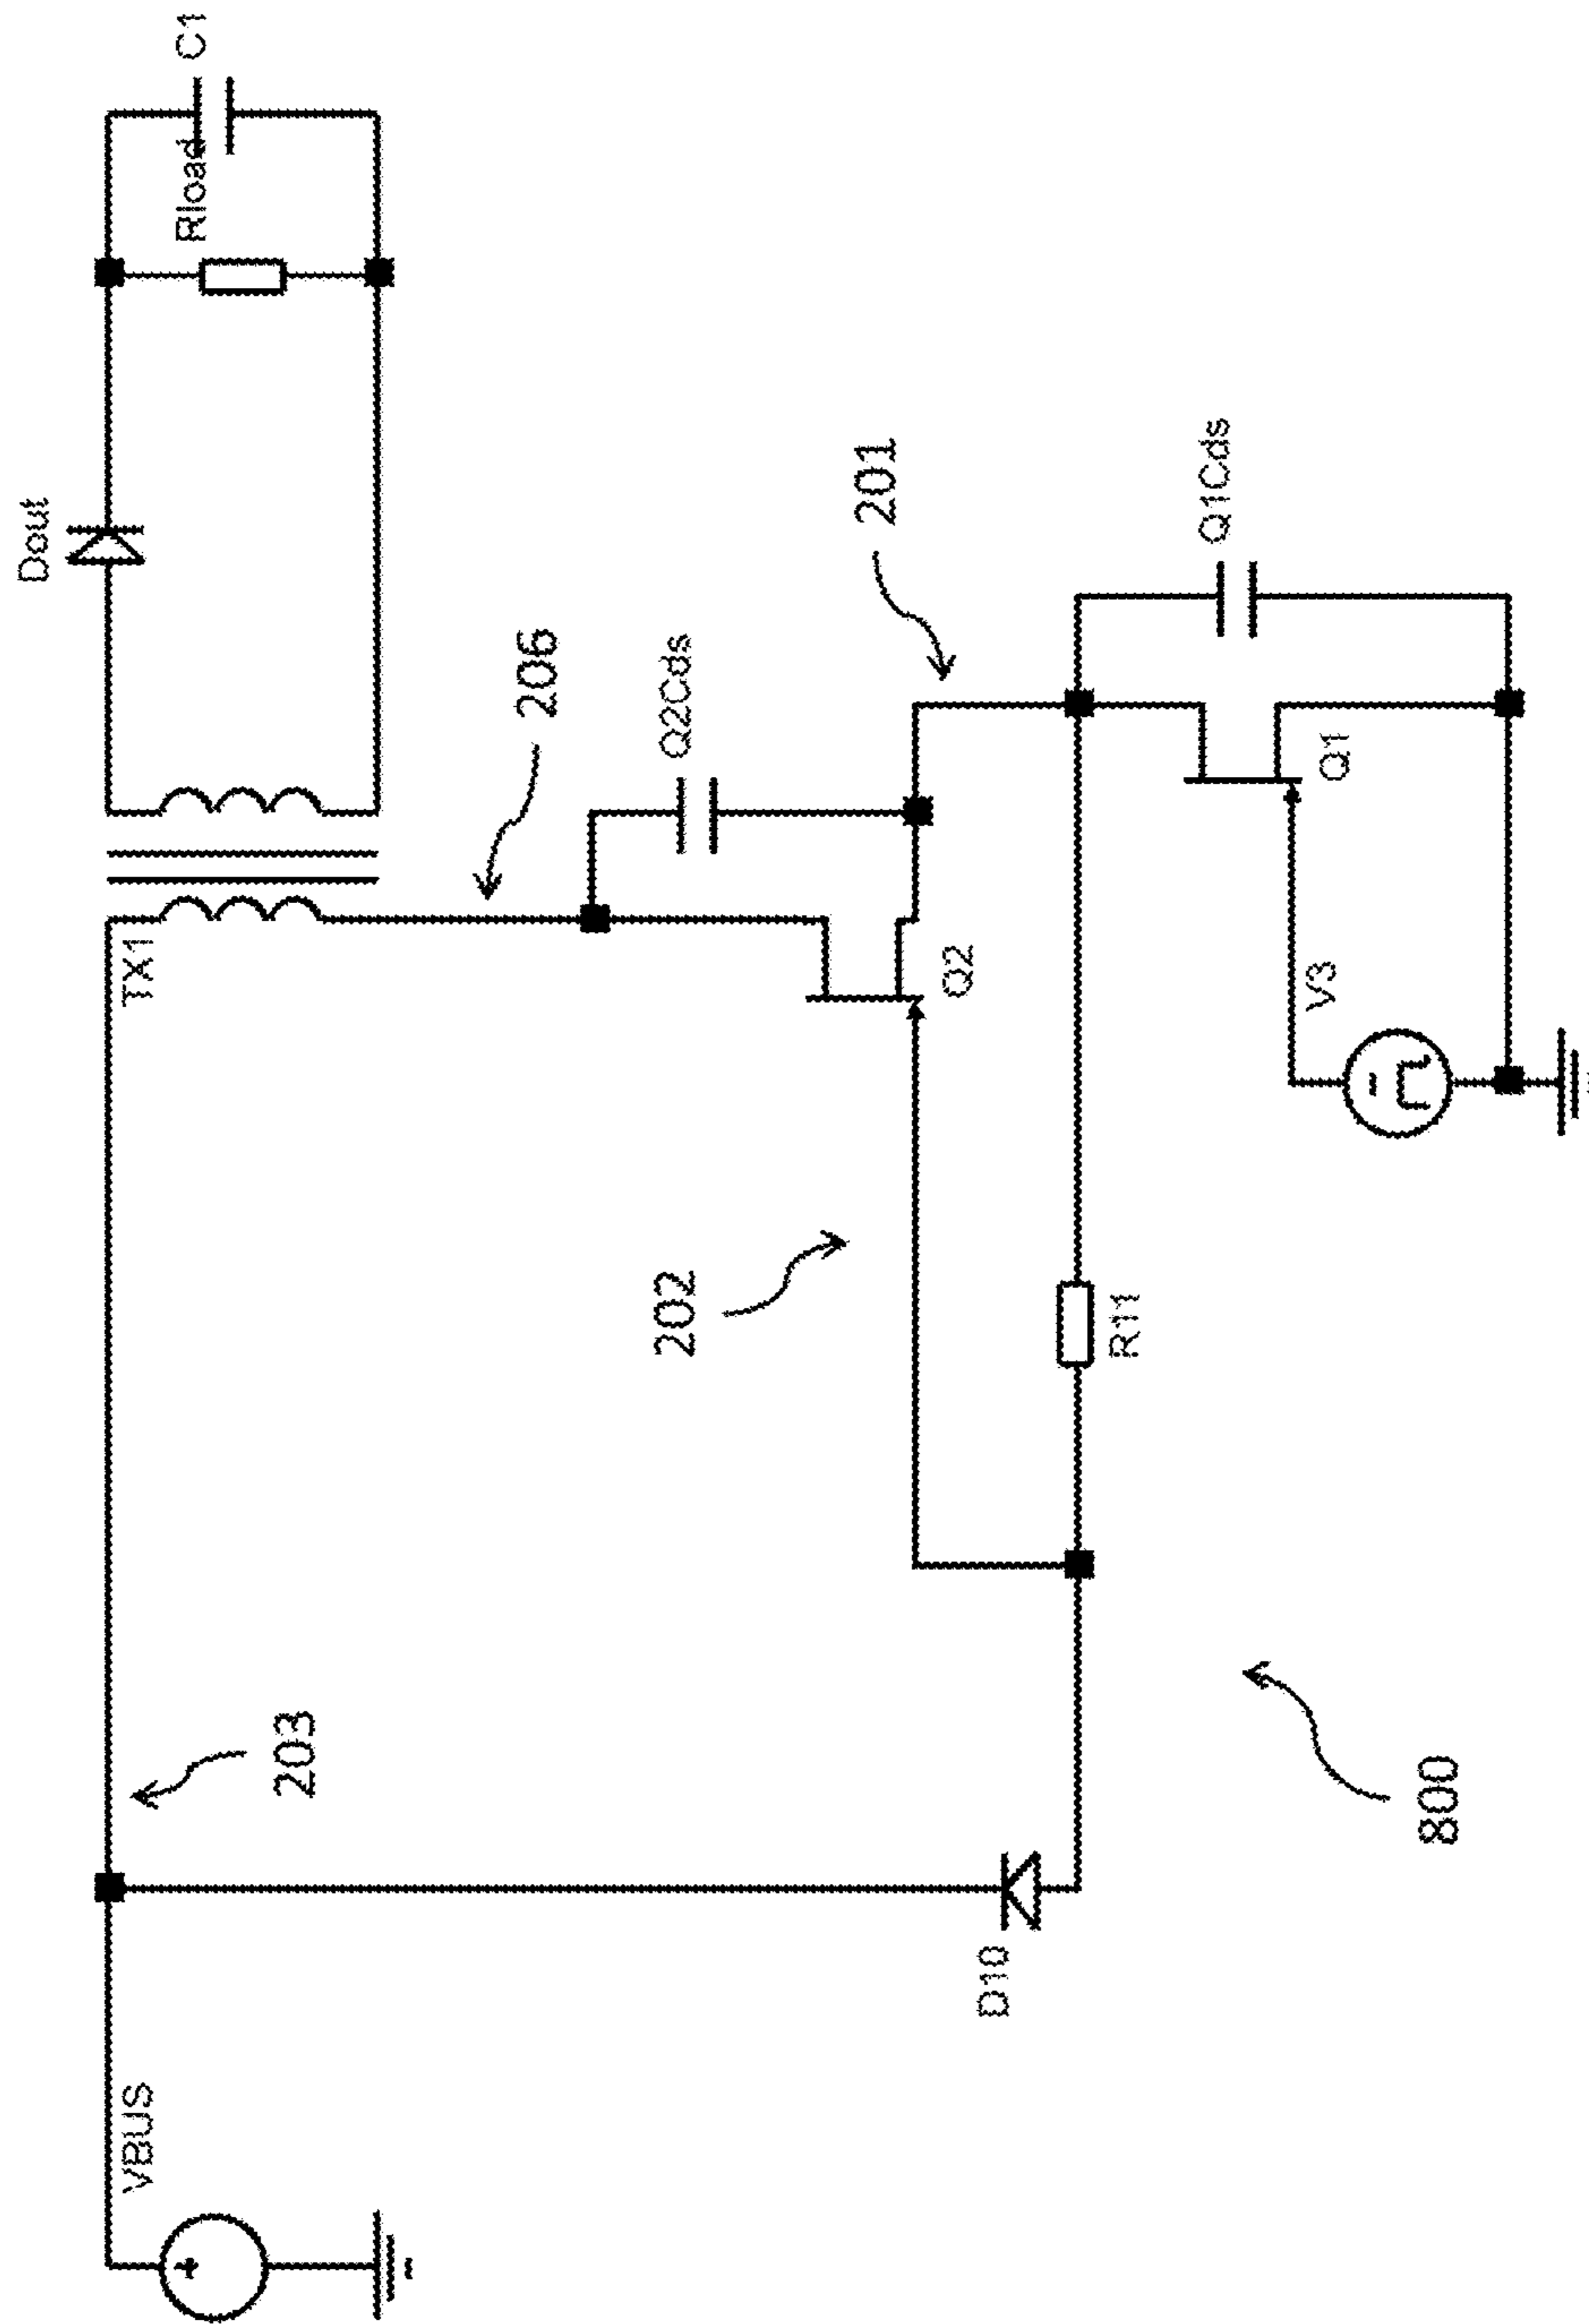 C1
Rload
Dout
201
Q1Cds
206
Q2Cds
TX1
Q2
Q1
V3
202
R11
203
800
D10
VBUS